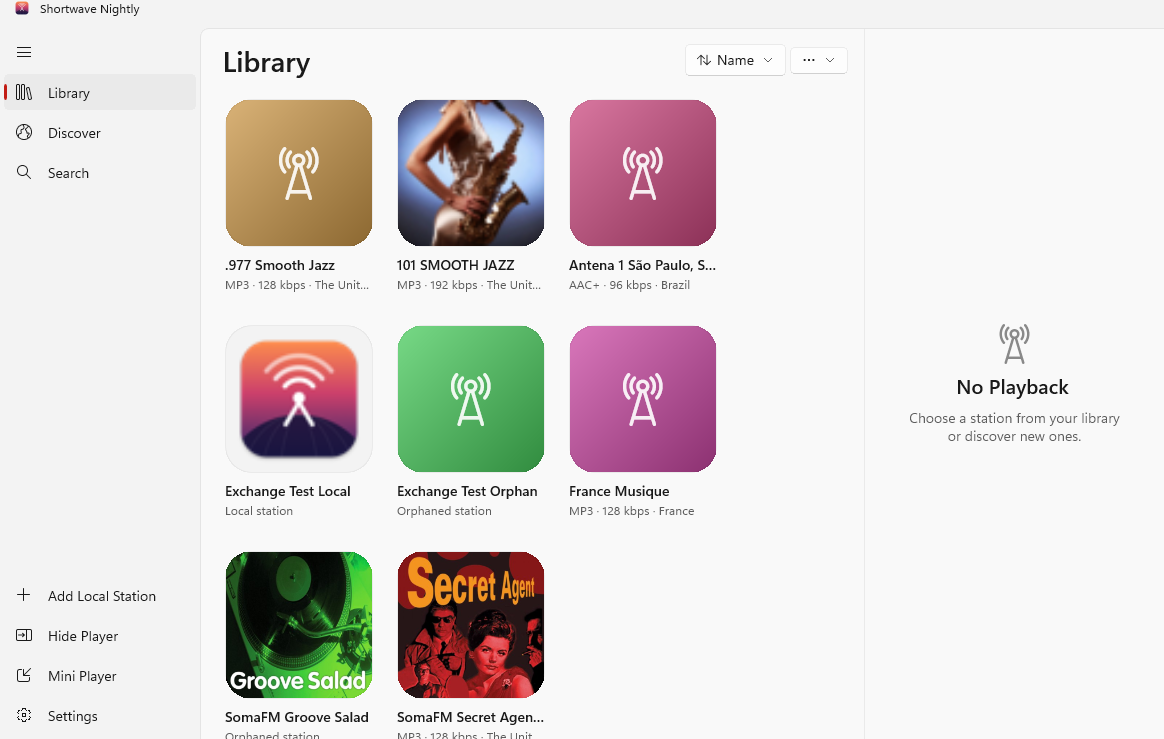 Shortwave Nightly
Library
Discover
Search
Add Local Station
Hide Player
Mini Player
Settings
Library
Name
.977 Smooth Jazz
MP3 · 128 kbps · The Unit...
101 SMOOTH JAZZ
MP3 · 192 kbps · The Unit...
Antena 1 São Paulo, S...
AAC+ · 96 kbps · Brazil
Exchange Test Local
Local station
Exchange Test Orphan
Orphaned station
France Musique
MP3 · 128 kbps · France
Groove Salad
SomaFM Groove Salad
Orphaned station
Secret Agent
SomaFM Secret Agen...
MP3 · 128 kbps · The Unit...
No Playback
Choose a station from your library
or discover new ones.